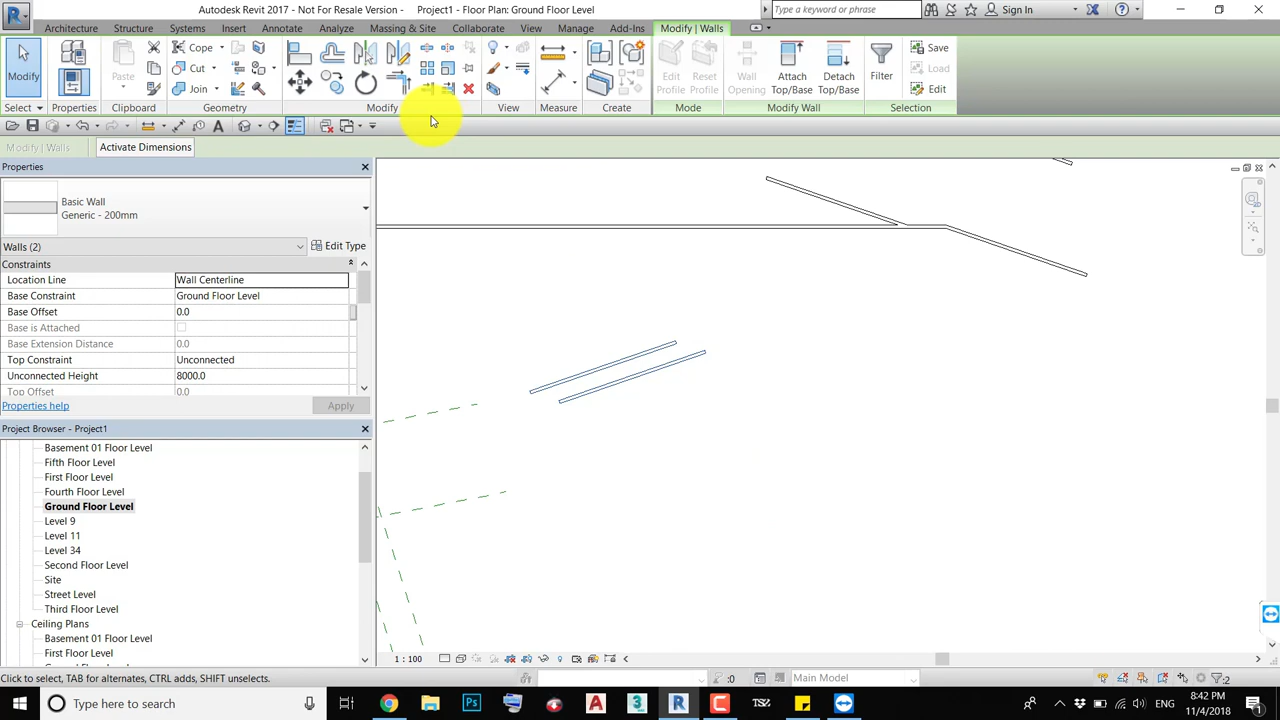 Autodesk Revit 2017 - Not For Resale Version - Project1 - Floor Plan: Ground Floor Level
Type a keyword or phrase
Sign In
Architecture Structure Systems Insert Annotate Analyze Massing & Site Collaborate View Manage Add-Ins Modify | Walls
Modify
Paste
Cope
Cut
Join
Edit Profile
Reset Profile
Wall Opening
Attach Top/Base
Detach Top/Base
Filter
Save
Load
Edit
Select Properties Clipboard Geometry Modify View Measure Create Mode Modify Wall Selection
Modify | Walls Activate Dimensions
Properties
Basic Wall
Generic - 200mm
Walls (2) Edit Type
Constraints
Location Line Wall Centerline
Base Constraint Ground Floor Level
Base Offset 0.0
Base is Attached
Base Extension Distance 0.0
Top Constraint Unconnected
Unconnected Height 8000.0
Top Offset 0.0
Properties help Apply
Project Browser - Project1
Basement 01 Floor Level
Fifth Floor Level
First Floor Level
Fourth Floor Level
Ground Floor Level
Level 9
Level 11
Level 34
Second Floor Level
Site
Street Level
Third Floor Level
Ceiling Plans
Basement 01 Floor Level
First Floor Level
1 : 100
Click to select, TAB for alternates, CTRL adds, SHIFT unselects.
:0
Main Model
:2
Type here to search
ENG
8:42 PM
11/4/2018